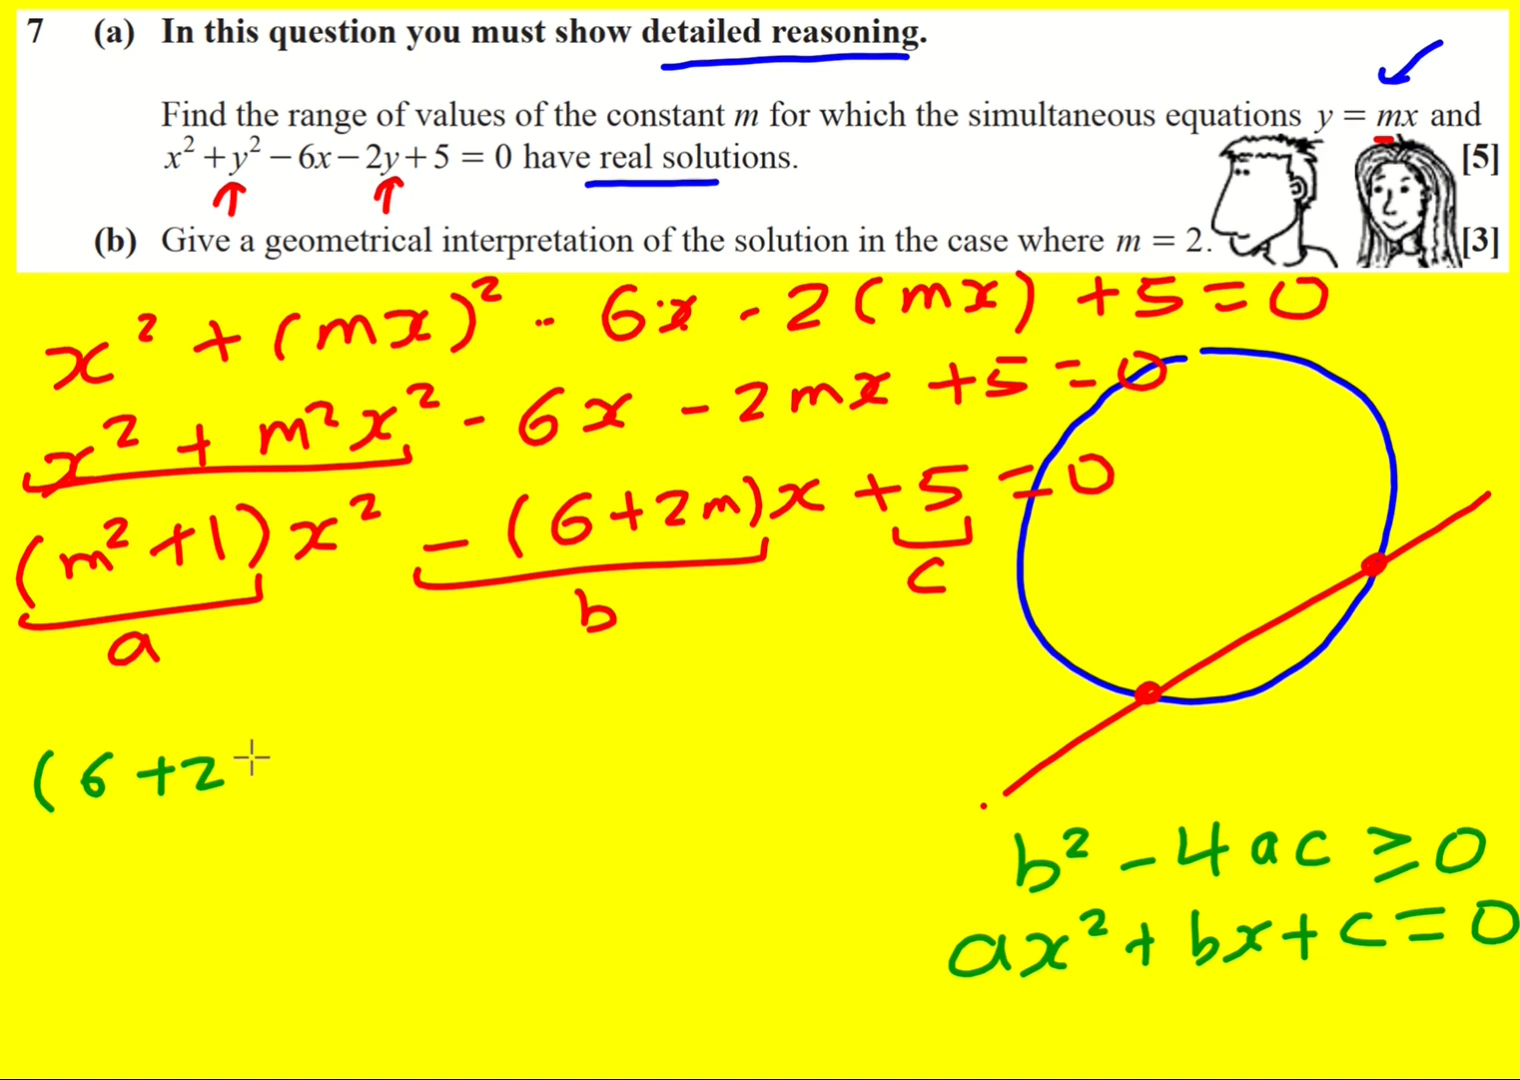 7 (a) In this question you must show detailed reasoning.
Find the range of values of the constant m for which the simultaneous equations y = mx and
x² + y² − 6x − 2y + 5 = 0 have real solutions. [5]
(b) Give a geometrical interpretation of the solution in the case where m = 2. [3]
x² + (mx)² - 6x - 2(mx) + 5 = 0
x² + m²x² - 6x - 2mx + 5 = 0
(m² + 1)x² - (6 + 2m)x + 5 = 0
a b c
(6 + 2
b² - 4ac ≥ 0
ax² + bx + c = 0